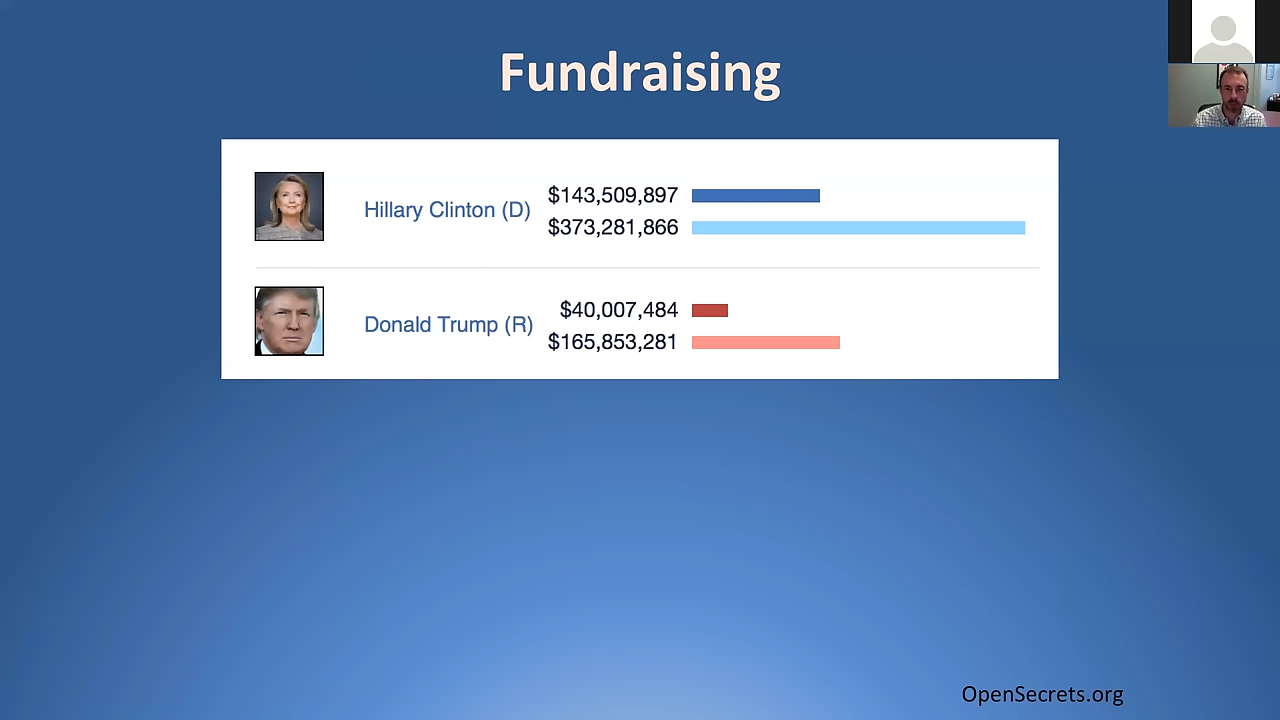 Fundraising
Hillary Clinton (D)
$143,509,897
$373,281,866
Donald Trump (R)
$40,007,484
$165,853,281
OpenSecrets.org